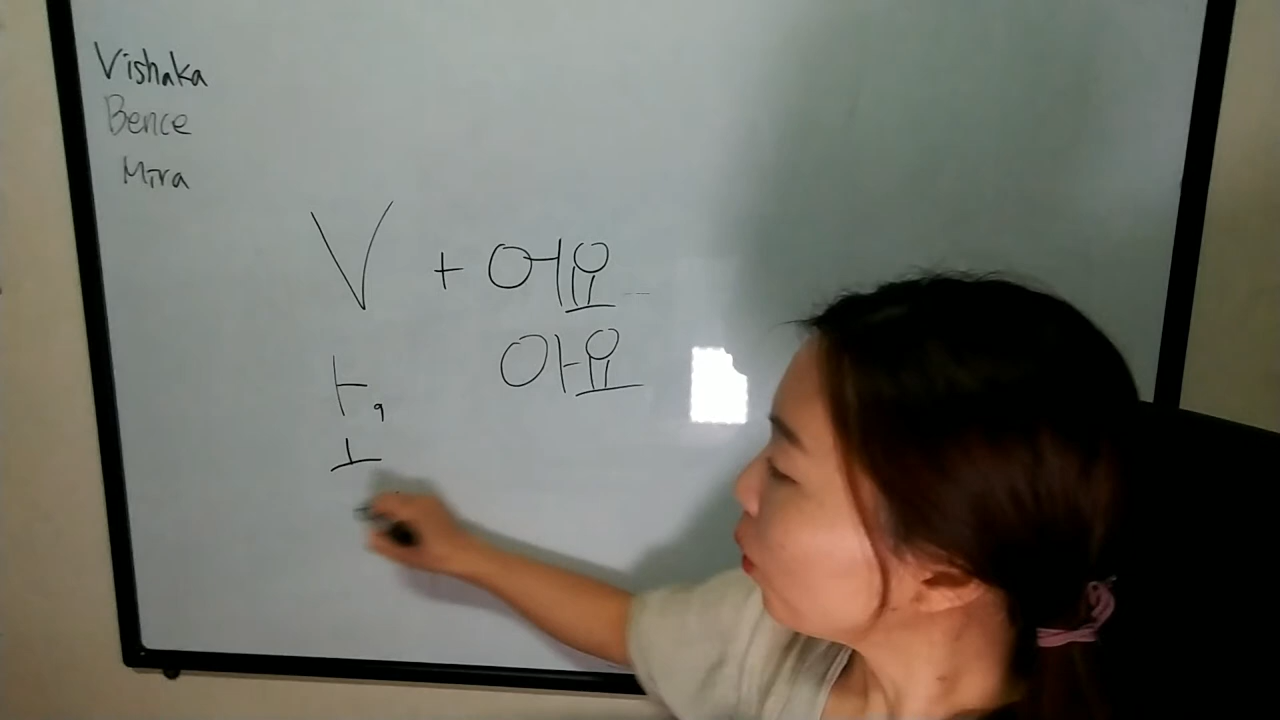 Vishaka
Bence
Mira
V + 어요
아요
ㅏ a
ㅗ